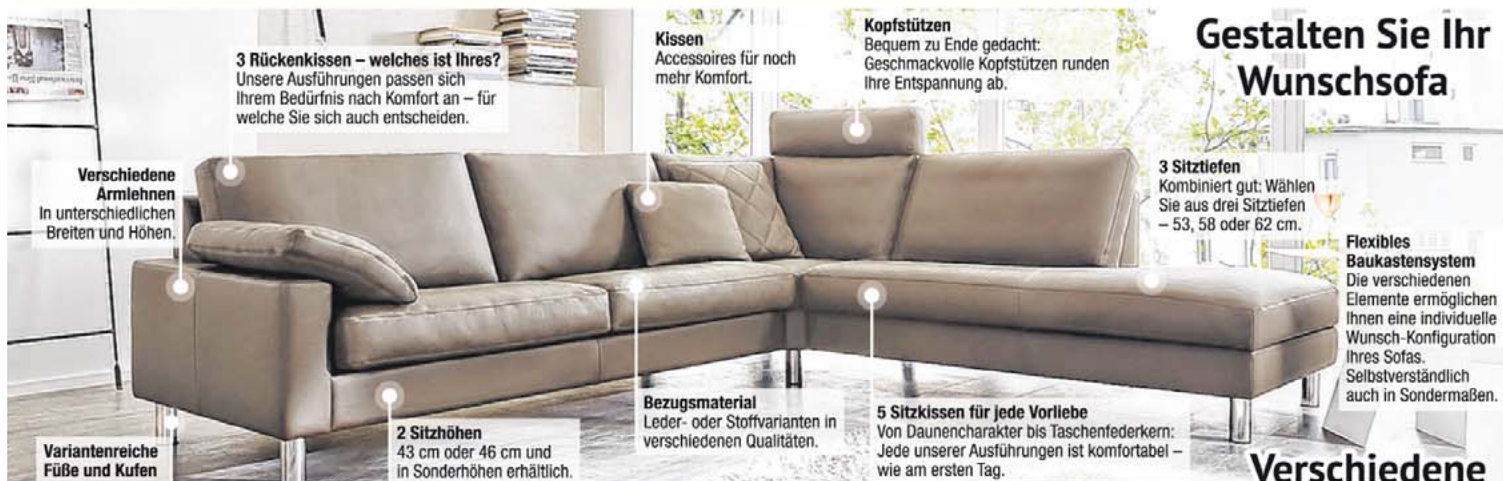 Gestalten Sie Ihr
Wunschsofa
3 Rückenkissen – welches ist Ihres?
Unsere Ausführungen passen sich
Ihrem Bedürfnis nach Komfort an – für
welche Sie sich auch entscheiden.
Kissen
Accessoires für noch
mehr Komfort.
Kopfstützen
Bequem zu Ende gedacht:
Geschmackvolle Kopfstützen runden
Ihre Entspannung ab.
Verschiedene
Armlehnen
In unterschiedlichen
Breiten und Höhen.
3 Sitztiefen
Kombiniert gut: Wählen
Sie aus drei Sitztiefen
– 53, 58 oder 62 cm.
Flexibles
Baukastensystem
Die verschiedenen
Elemente ermöglichen
Ihnen eine individuelle
Wunsch-Konfiguration
Ihres Sofas.
Selbstverständlich
auch in Sondermaßen.
Variantenreiche
Füße und Kufen
2 Sitzhöhen
43 cm oder 46 cm und
in Sonderhöhen erhältlich.
Bezugsmaterial
Leder- oder Stoffvarianten in
verschiedenen Qualitäten.
5 Sitzkissen für jede Vorliebe
Von Daunencharakter bis Taschenfederkern:
Jede unserer Ausführungen ist komfortabel –
wie am ersten Tag.
Verschiedene